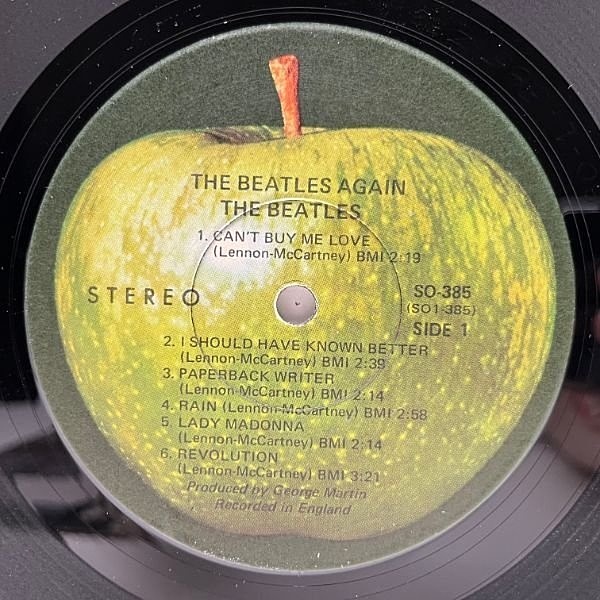 THE BEATLES AGAIN
THE BEATLES
1. CAN'T BUY ME LOVE
(Lennon-McCartney) BMI 2:19
STEREO
SO-385
(SO1-385)
SIDE 1
2. I SHOULD HAVE KNOWN BETTER
(Lennon-McCartney) BMI 2:39
3. PAPERBACK WRITER
(Lennon-McCartney) BMI 2:14
4. RAIN (Lennon-McCartney) BMI 2:58
5. LADY MADONNA
(Lennon-McCartney) BMI 2:14
6. REVOLUTION
(Lennon-McCartney) BMI 3:21
Produced by George Martin
Recorded in England